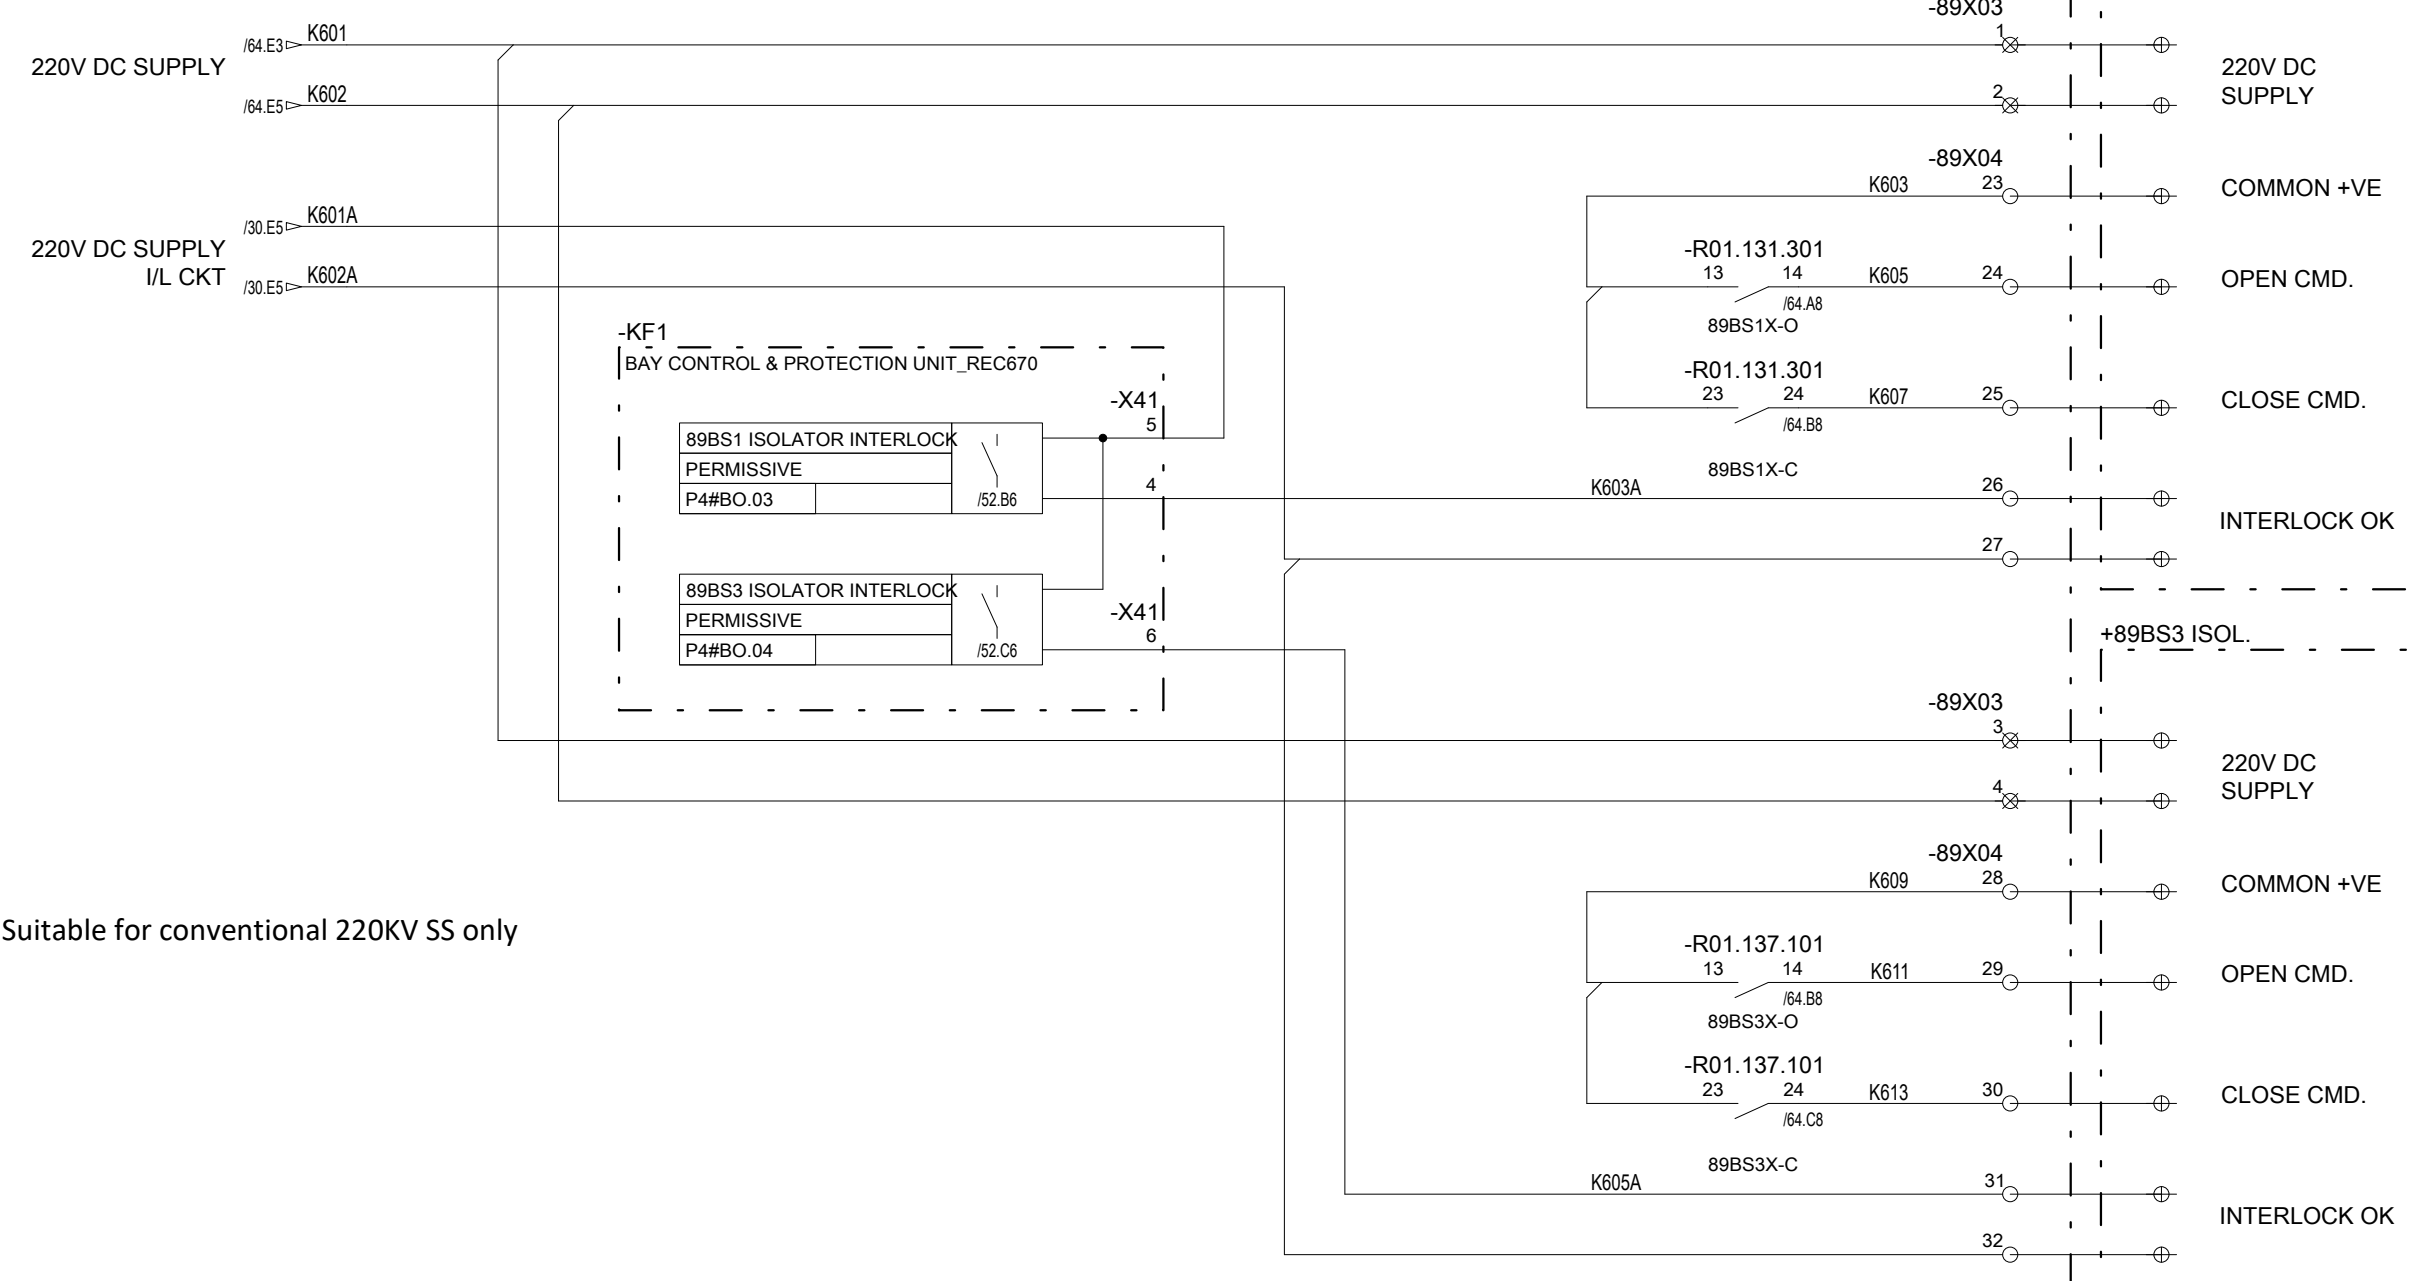 -89X03
K601
/64.E3
1
220V DC SUPPLY
220V DC
SUPPLY
K602
/64.E5
2
-89X04
K603
23
COMMON +VE
K601A
/30.E5
220V DC SUPPLY
I/L CKT
K602A
/30.E5
-R01.131.301
13
14
K605
24
OPEN CMD.
/64.A8
89BS1X-O
-KF1
BAY CONTROL & PROTECTION UNIT_REC670
-R01.131.301
23
24
K607
25
CLOSE CMD.
/64.B8
89BS1X-C
-X41
5
89BS1 ISOLATOR INTERLOCK
PERMISSIVE
P4#BO.03
/52.B6
4
K603A
26
INTERLOCK OK
27
89BS3 ISOLATOR INTERLOCK
PERMISSIVE
P4#BO.04
/52.C6
-X41
6
+89BS3 ISOL.
-89X03
3
220V DC
SUPPLY
4
-89X04
K609
28
COMMON +VE
Suitable for conventional 220KV SS only
-R01.137.101
13
14
K611
29
OPEN CMD.
/64.B8
89BS3X-O
-R01.137.101
23
24
K613
30
CLOSE CMD.
/64.C8
89BS3X-C
K605A
31
INTERLOCK OK
32